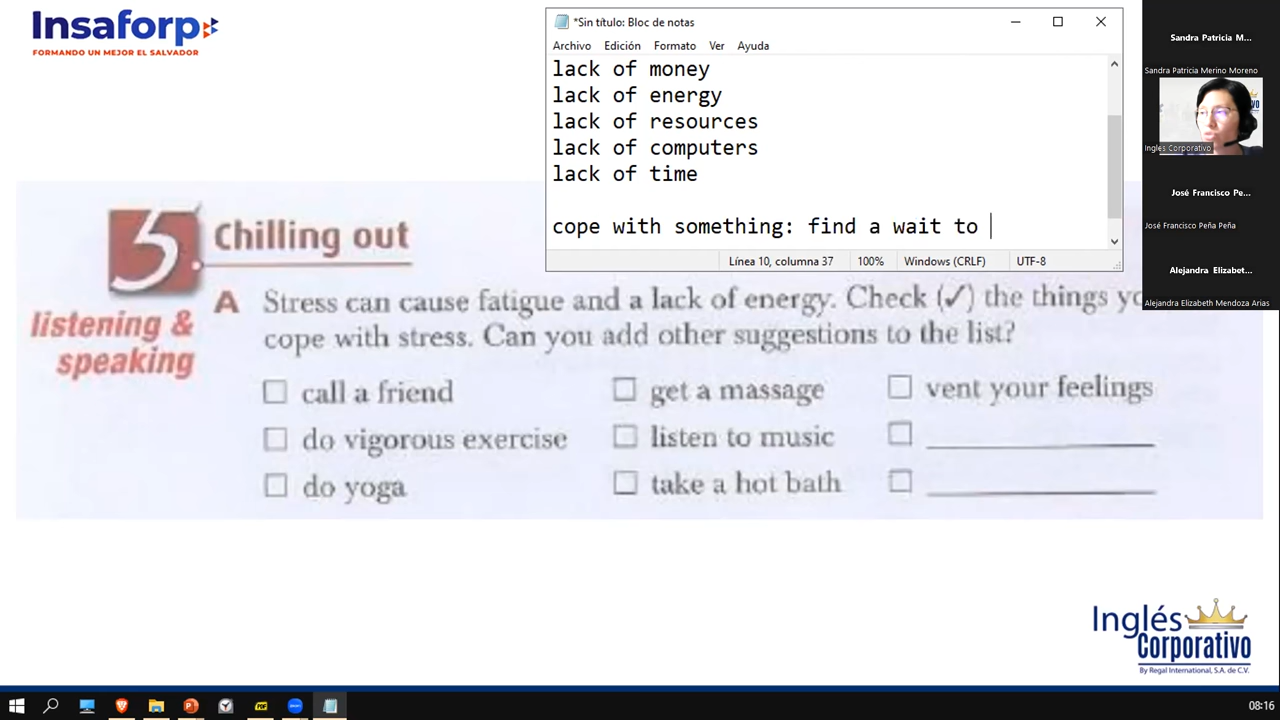 Insaforp
FORMANDO UN MEJOR EL SALVADOR
*Sin título: Bloc de notas
Archivo Edición Formato Ver Ayuda
lack of money
lack of energy
lack of resources
lack of computers
lack of time
cope with something: find a wait to
Línea 10, columna 37 100% Windows (CRLF) UTF-8
Sandra Patricia M...
Sandra Patricia Merino Moreno
Inglés Corporativo
José Francisco Pe...
José Francisco Peña Peña
Alejandra Elizabet...
Alejandra Elizabeth Mendoza Arias
5 Chilling out
listening &
speaking
A Stress can cause fatigue and a lack of energy. Check (✓) the things
cope with stress. Can you add other suggestions to the list?
call a friend
do vigorous exercise
do yoga
get a massage
listen to music
take a hot bath
vent your feelings
Inglés
Corporativo
By Regal International, S.A. de C.V.
08:16